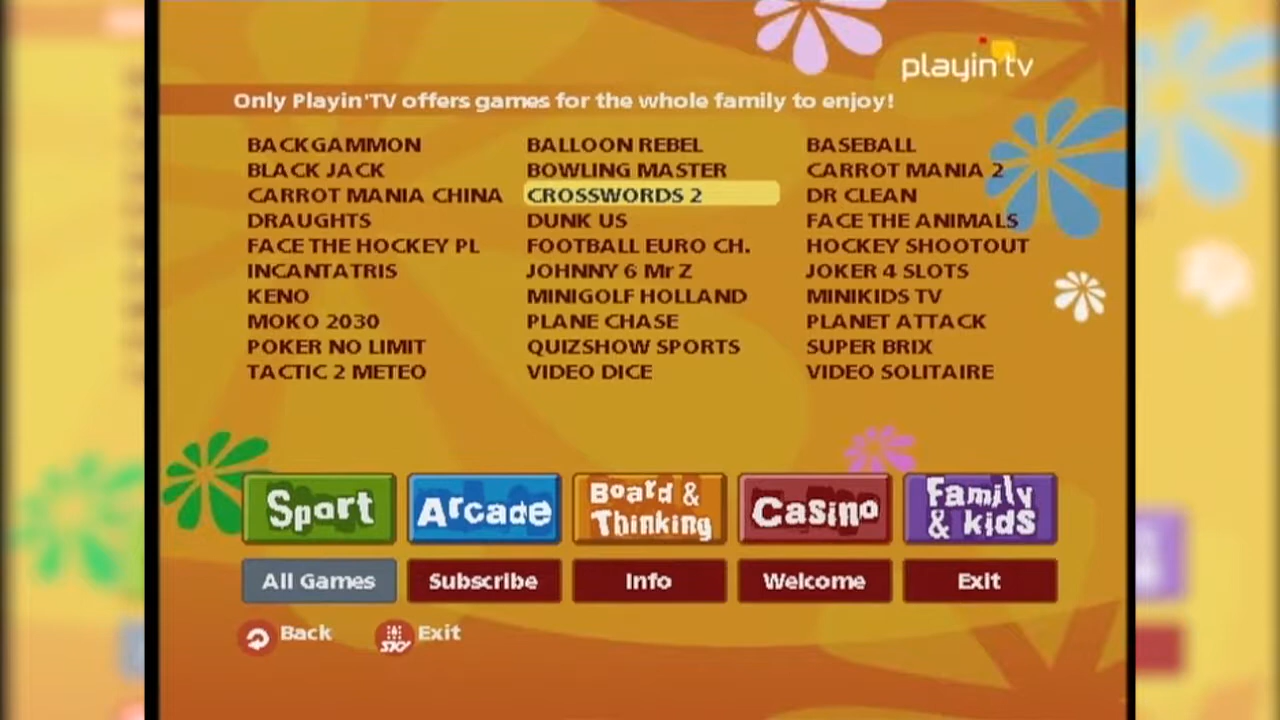 playin'tv
Only Playin'TV offers games for the whole family to enjoy!
BACKGAMMON BALLOON REBEL BASEBALL
BLACK JACK BOWLING MASTER CARROT MANIA 2
CARROT MANIA CHINA CROSSWORDS 2 DR CLEAN
DRAUGHTS DUNK US FACE THE ANIMALS
FACE THE HOCKEY PL FOOTBALL EURO CH. HOCKEY SHOOTOUT
INCANTATRIS JOHNNY 6 Mr Z JOKER 4 SLOTS
KENO MINIGOLF HOLLAND MINIKIDS TV
MOKO 2030 PLANE CHASE PLANET ATTACK
POKER NO LIMIT QUIZSHOW SPORTS SUPER BRIX
TACTIC 2 METEO VIDEO DICE VIDEO SOLITAIRE
Sport Arcade Board & Thinking Casino Family & kids
All Games Subscribe Info Welcome Exit
Back sky Exit